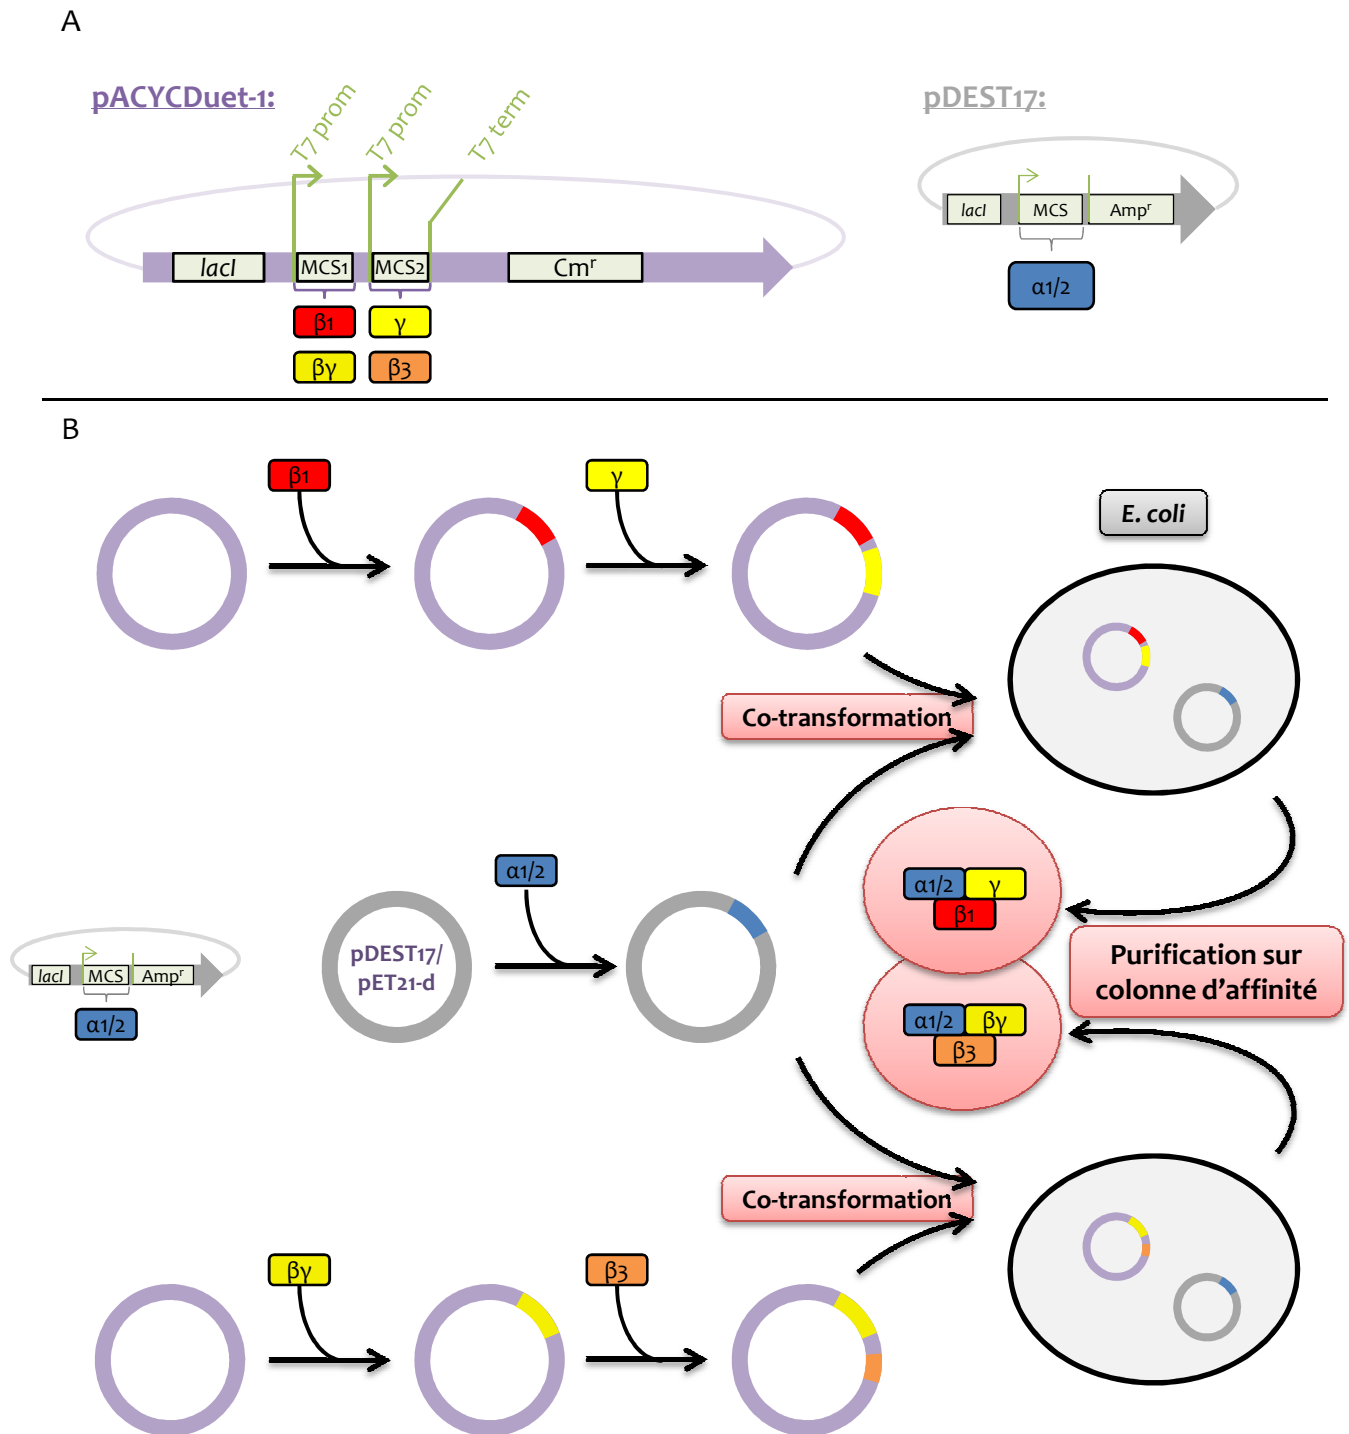 A
pACYCDuet-1:
T7 prom
T7 prom
T7 term
pDEST17:
lacI
MCS1
MCS2
Cmʳ
lacI
MCS
Ampʳ
β1
γ
βγ
β3
α1/2
B
β1
γ
E. coli
Co-transformation
α1/2
pDEST17/
pET21-d
lacI
MCS
Ampʳ
α1/2
α1/2
γ
β1
α1/2
βγ
β3
Purification sur
colonne d'affinité
Co-transformation
βγ
β3